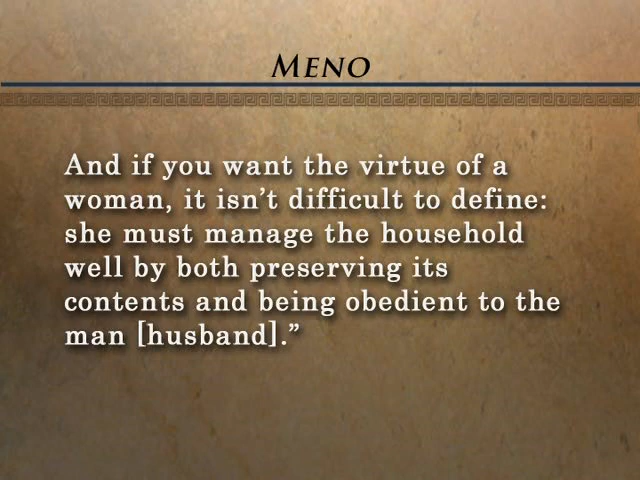 MENO
And if you want the virtue of a
woman, it isn’t difficult to define:
she must manage the household
well by both preserving its
contents and being obedient to the
man [husband].”